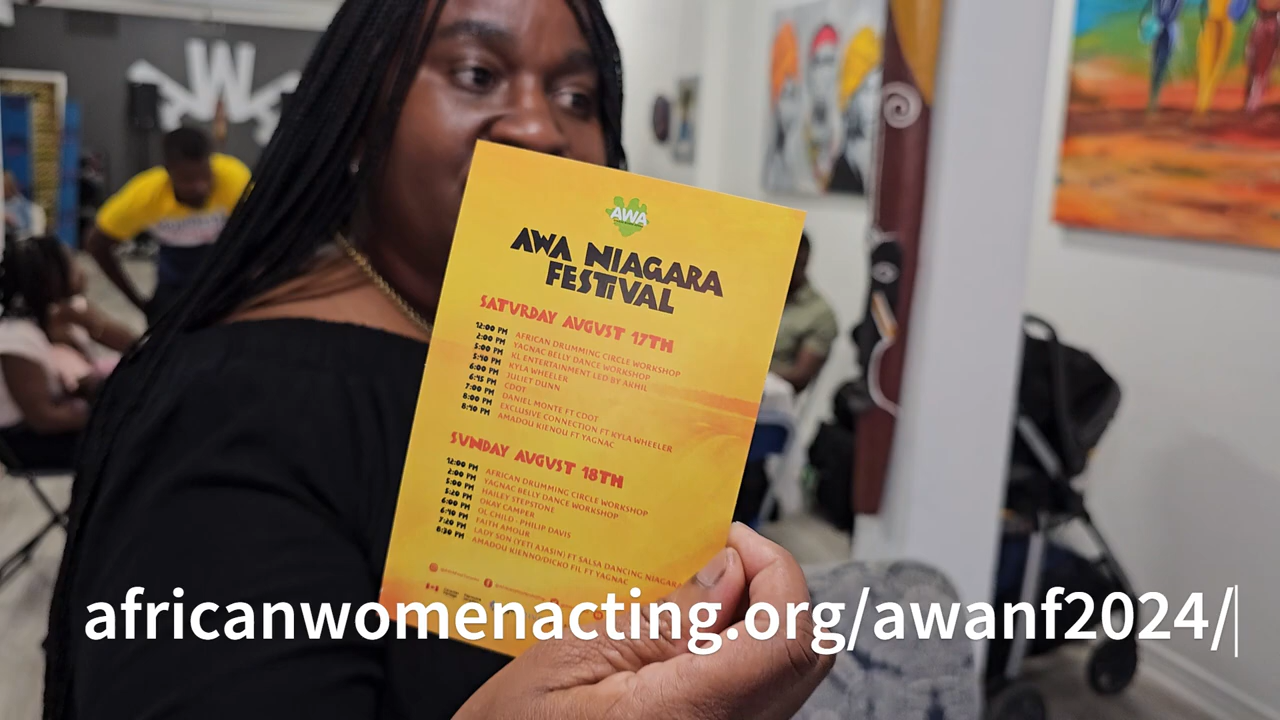 W
AWA
AWA NIAGARA
FESTIVAL
SATURDAY AUGUST 17TH
12:00 PM AFRICAN DRUMMING CIRCLE WORKSHOP
2:00 PM YAGNAC BELLY DANCE WORKSHOP
5:00 PM KL ENTERTAINMENT LED BY AKHIL
5:40 PM KYLA WHEELER
6:00 PM JULIET DUNN
6:45 PM CDOT
7:00 PM DANIEL MONTE FT CDOT
8:00 PM EXCLUSIVE CONNECTION FT KYLA WHEELER
8:40 PM AMADOU KIENOU FT YAGNAC
SUNDAY AUGUST 18TH
12:00 PM AFRICAN DRUMMING CIRCLE WORKSHOP
2:00 PM YAGNAC BELLY DANCE WORKSHOP
5:00 PM HAILEY STEPSTONE
5:20 PM OKAY CAMPER
6:00 PM OL CHILD - PHILIP DAVIS
6:40 PM FAITH AMOUR
7:20 PM LADY SON (YETI AJASIN) FT SALSA DANCING NIAGARA
8:30 PM AMADOU KIENNO/DICKO FIL FT YAGNAC
africanwomenacting.org/awanf2024/